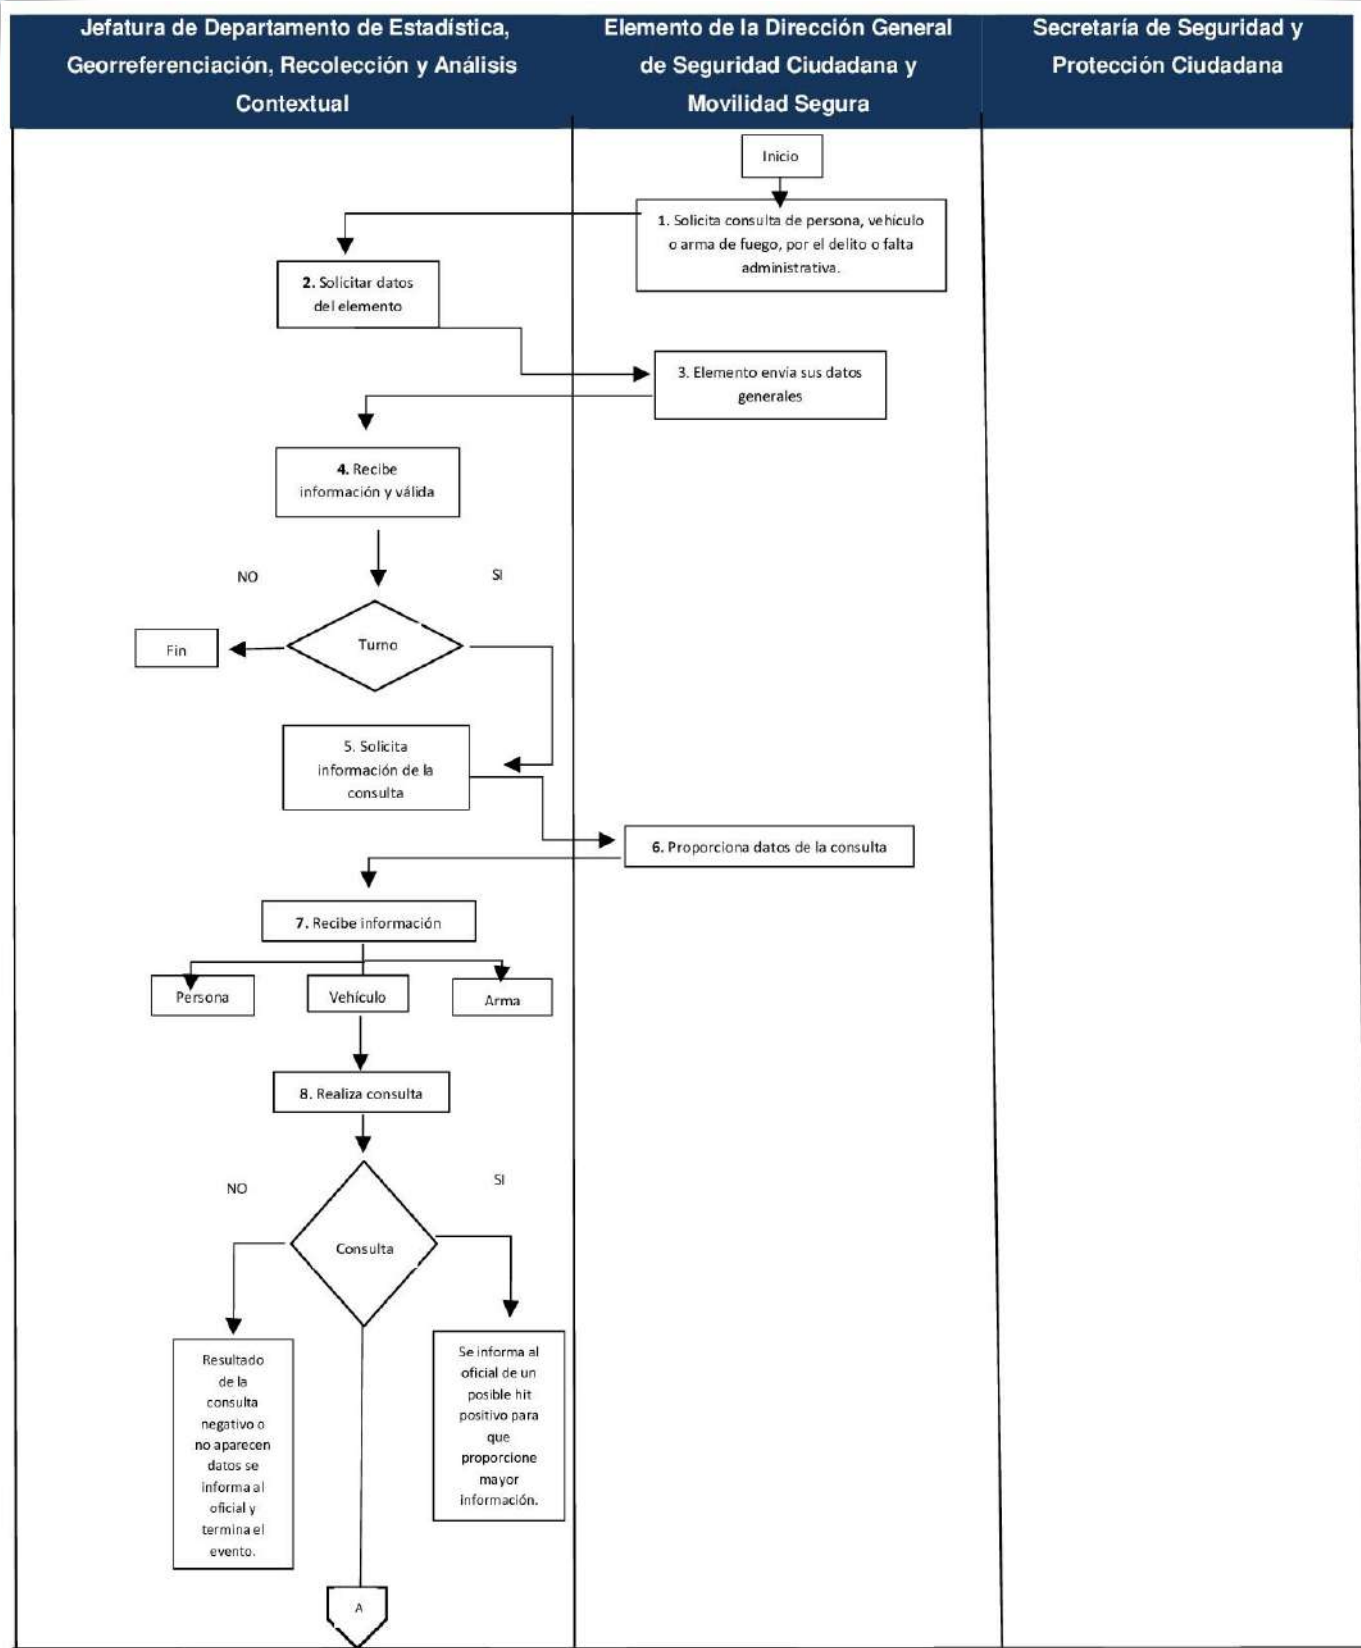 Jefatura de Departamento de Estadística,
Georreferenciación, Recolección y Análisis
Contextual
Elemento de la Dirección General
de Seguridad Ciudadana y
Movilidad Segura
Secretaría de Seguridad y
Protección Ciudadana
Inicio
1. Solicita consulta de persona, vehículo
o arma de fuego, por el delito o falta
administrativa.
2. Solicitar datos
del elemento
3. Elemento envía sus datos
generales
4. Recibe
información y válida
NO
SI
Turno
Fin
5. Solicita
información de la
consulta
6. Proporciona datos de la consulta
7. Recibe información
Persona
Vehículo
Arma
8. Realiza consulta
NO
SI
Consulta
Resultado
de la
consulta
negativo o
no aparecen
datos se
informa al
oficial y
termina el
evento.
Se informa al
oficial de un
posible hit
positivo para
que
proporcione
mayor
información.
A